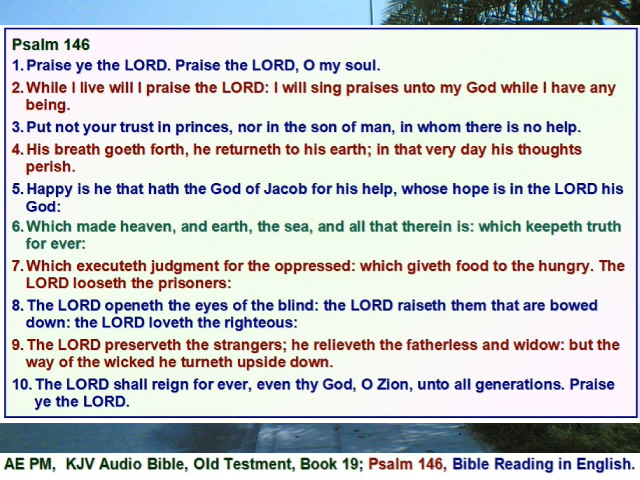 Psalm 146
1. Praise ye the LORD. Praise the LORD, O my soul.
2. While I live will I praise the LORD: I will sing praises unto my God while I have any
being.
3. Put not your trust in princes, nor in the son of man, in whom there is no help.
4. His breath goeth forth, he returneth to his earth; in that very day his thoughts
perish.
5. Happy is he that hath the God of Jacob for his help, whose hope is in the LORD his
God:
6. Which made heaven, and earth, the sea, and all that therein is: which keepeth truth
for ever:
7. Which executeth judgment for the oppressed: which giveth food to the hungry. The
LORD looseth the prisoners:
8. The LORD openeth the eyes of the blind: the LORD raiseth them that are bowed
down: the LORD loveth the righteous:
9. The LORD preserveth the strangers; he relieveth the fatherless and widow: but the
way of the wicked he turneth upside down.
10. The LORD shall reign for ever, even thy God, O Zion, unto all generations. Praise
ye the LORD.
AE PM, KJV Audio Bible, Old Testment, Book 19; Psalm 146, Bible Reading in English.